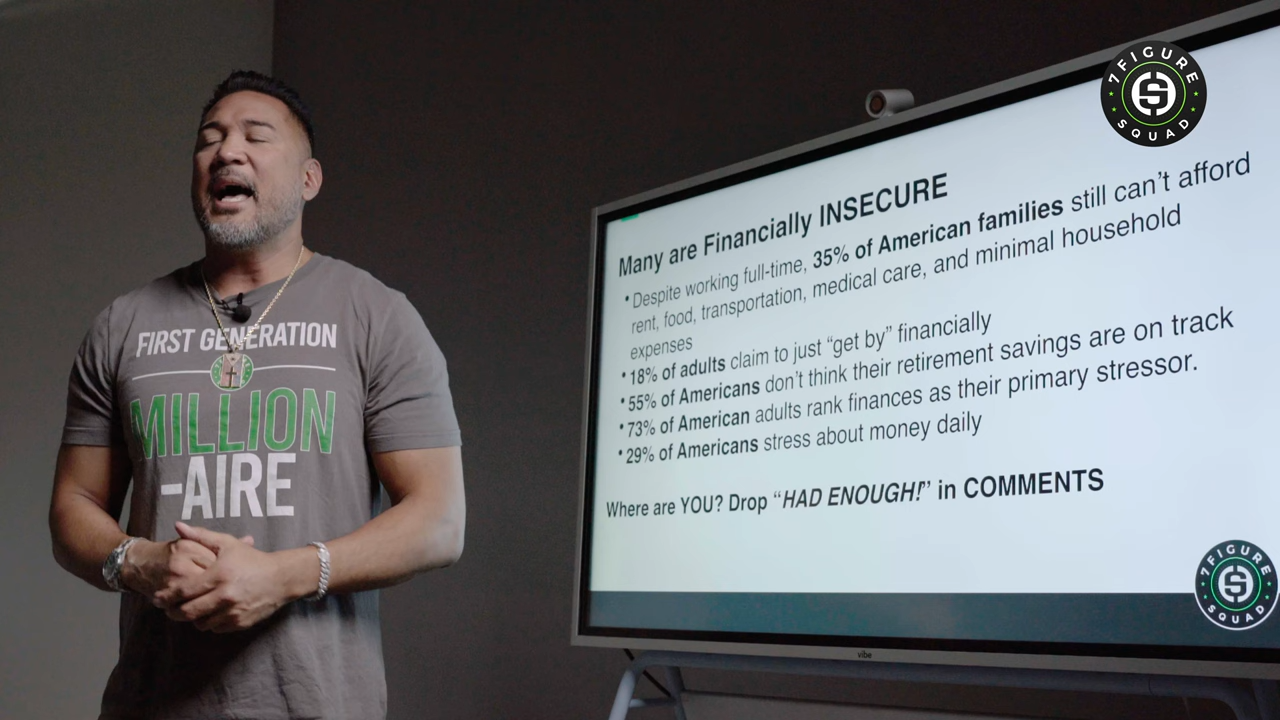 7 FIGURE SQUAD
FIRST GENERATION
MILLION
-AIRE
Many are Financially INSECURE
• Despite working full-time, 35% of American families still can't afford
rent, food, transportation, medical care, and minimal household
expenses
• 18% of adults claim to just "get by" financially
• 55% of Americans don't think their retirement savings are on track
• 73% of American adults rank finances as their primary stressor.
• 29% of Americans stress about money daily
Where are YOU? Drop "HAD ENOUGH!" in COMMENTS
7 FIGURE SQUAD
vibe